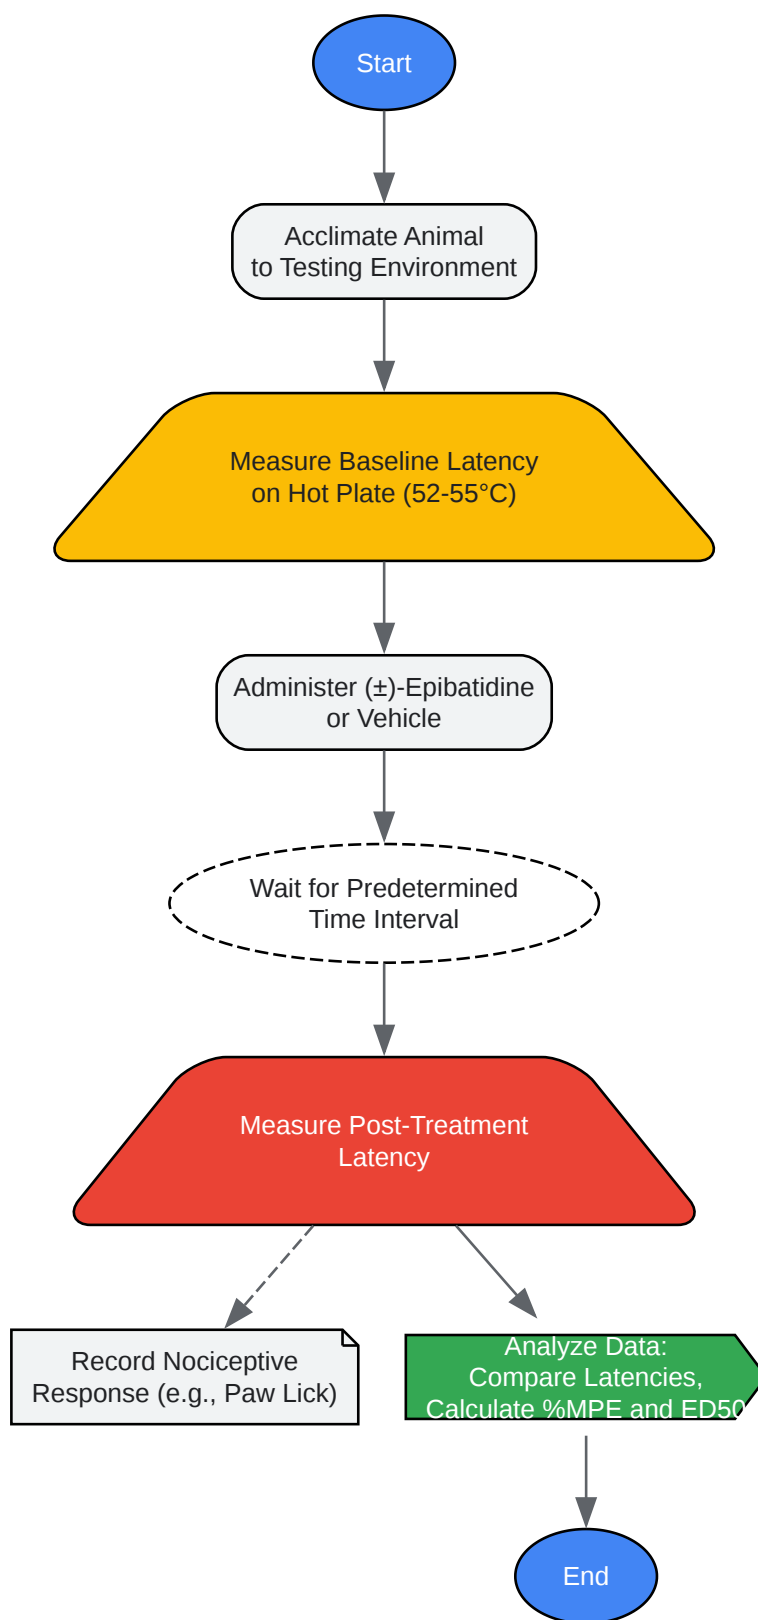 Start
Acclimate Animal
to Testing Environment
Measure Baseline Latency
on Hot Plate (52-55°C)
Administer (±)-Epibatidine
or Vehicle
Wait for Predetermined
Time Interval
Measure Post-Treatment
Latency
Record Nociceptive
Response (e.g., Paw Lick)
Analyze Data:
Compare Latencies,
Calculate %MPE and ED50
End